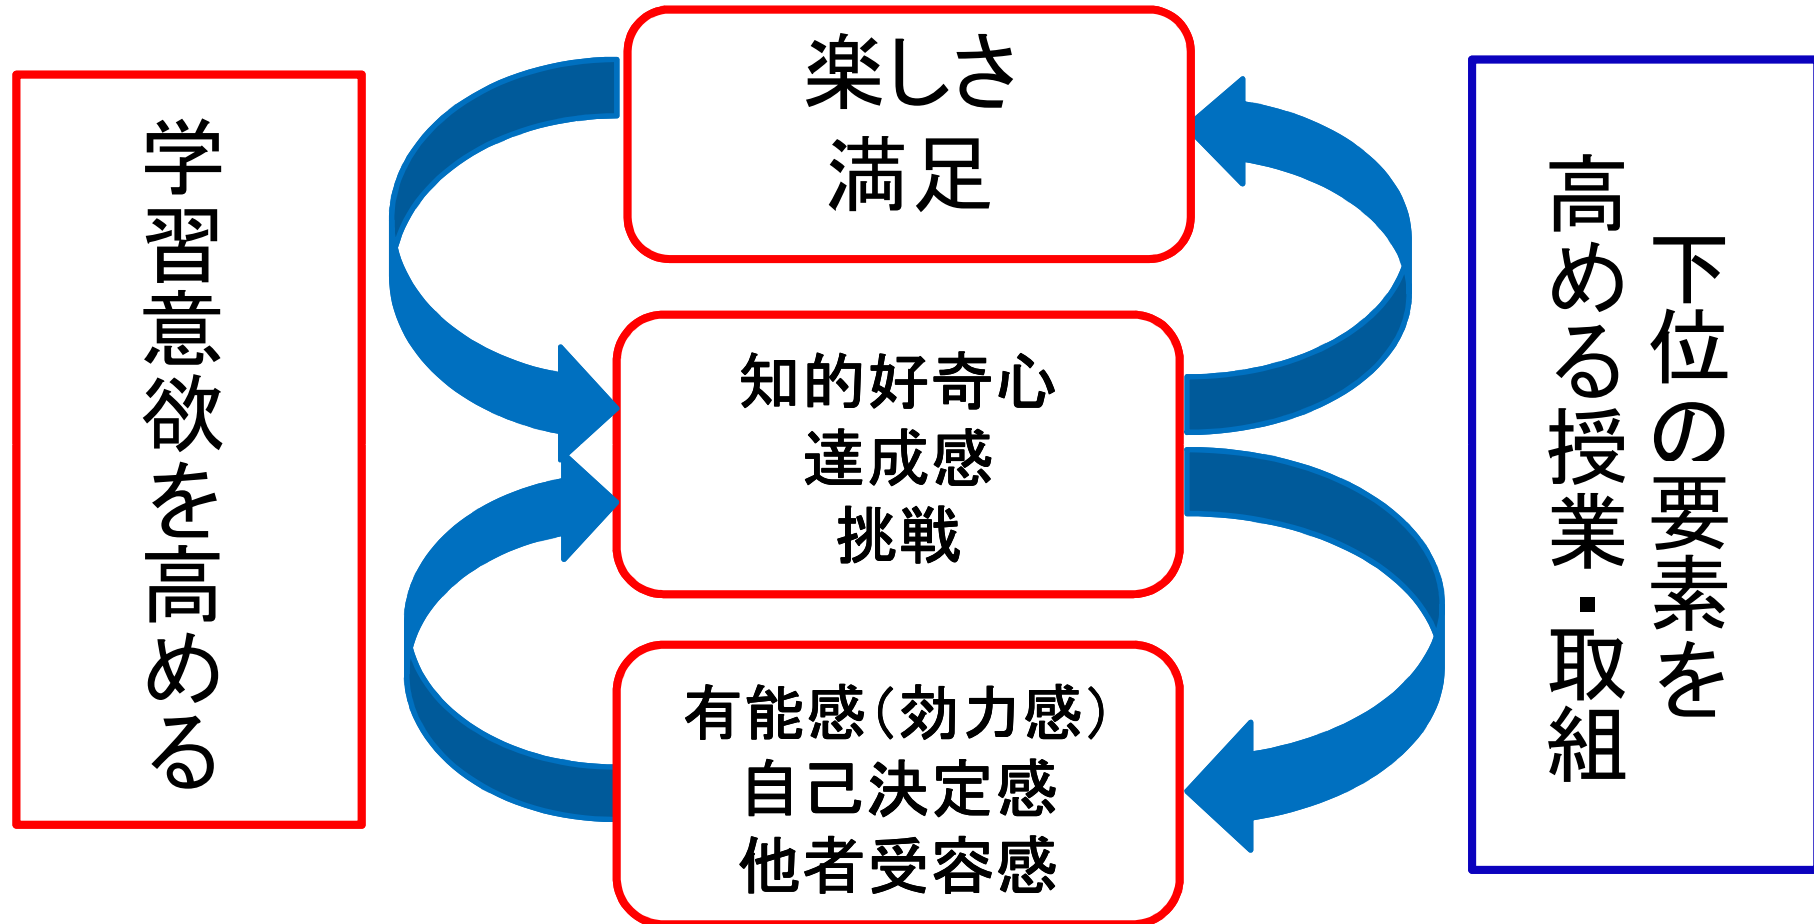 学習意欲を高める
楽しさ
満足
知的好奇心
達成感
挑戦
有能感(効力感)
自己決定感
他者受容感
下位の要素を
高める授業・取組